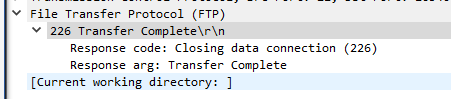 File Transfer Protocol (FTP)
226 Transfer Complete\r\n
Response code: Closing data connection (226)
Response arg: Transfer Complete
[Current working directory: ]